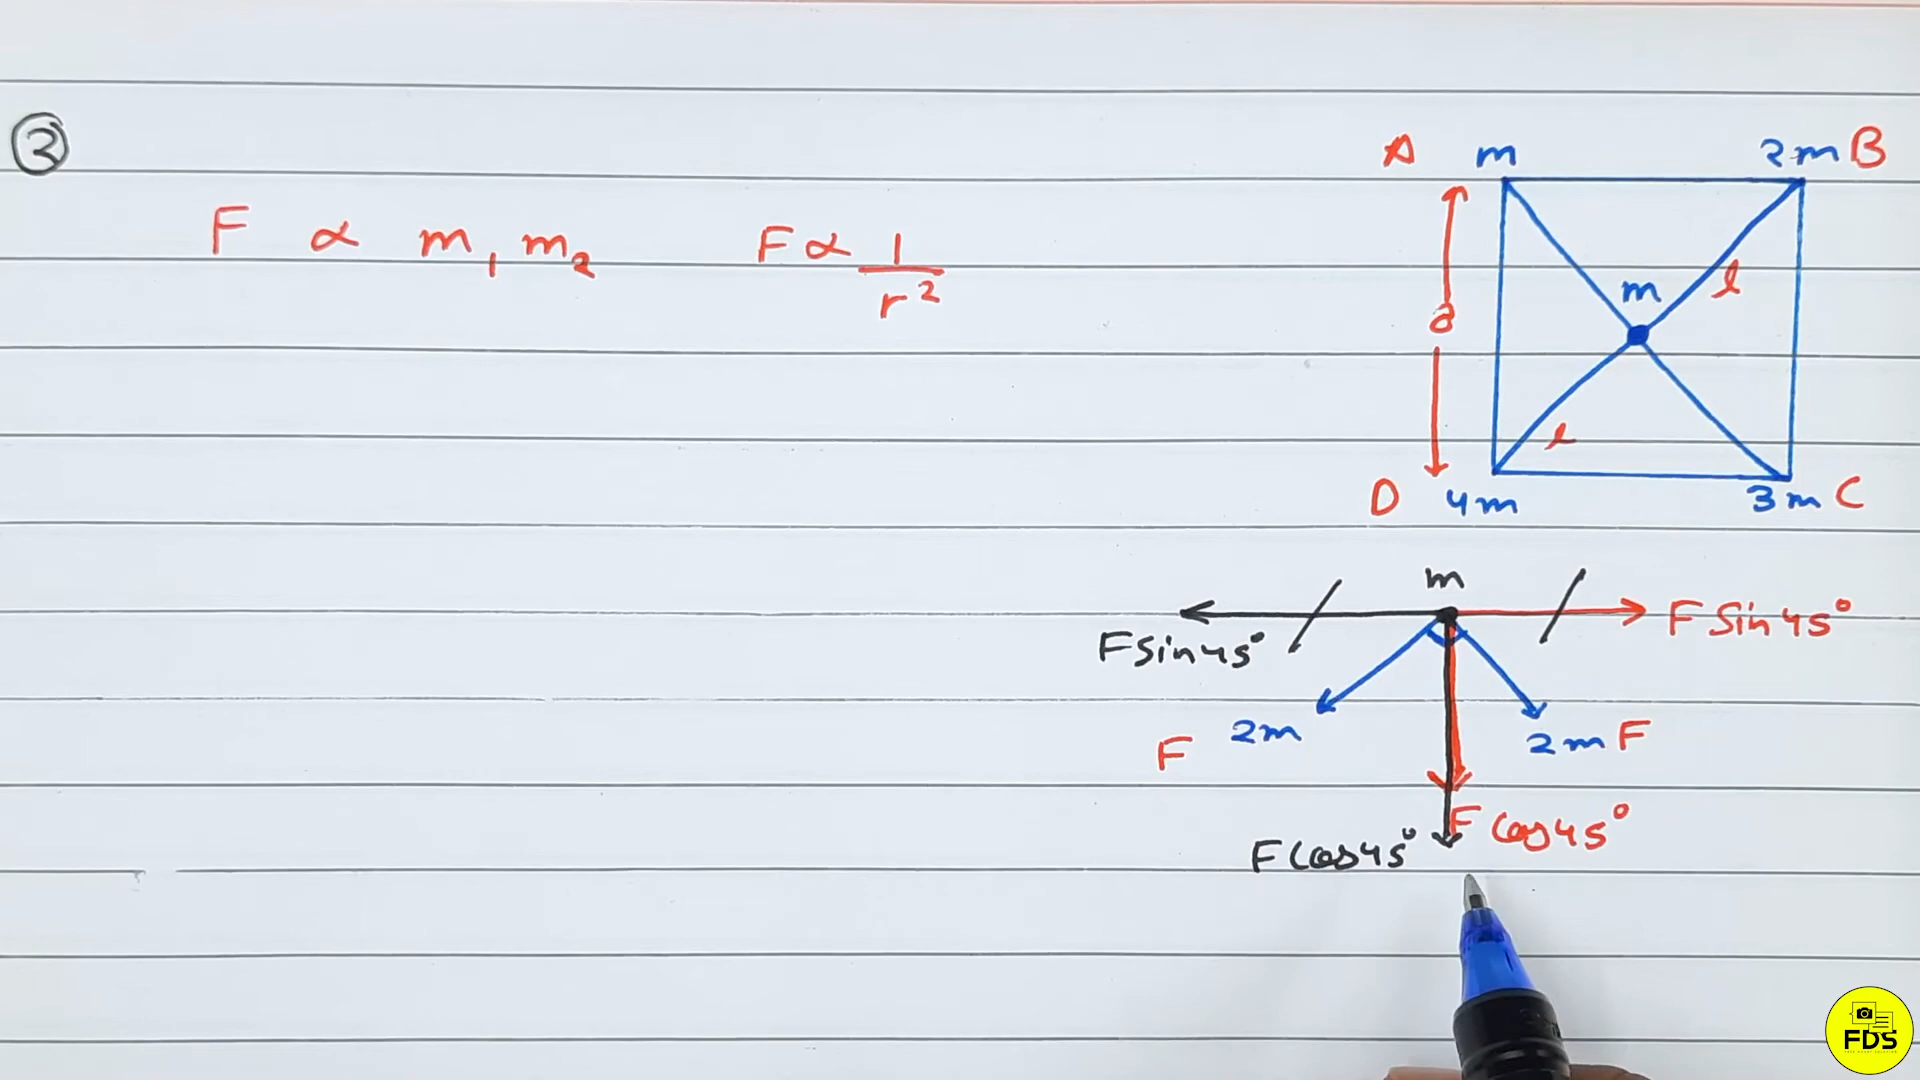 3
F ∝ m₁ m₂ F ∝ 1/r²
A m 2m B
m l
a
l
D 4m 3m C
m
F Sin45° F Sin45°
F 2m 2m F
F Cos45° F Cos45°
FDS